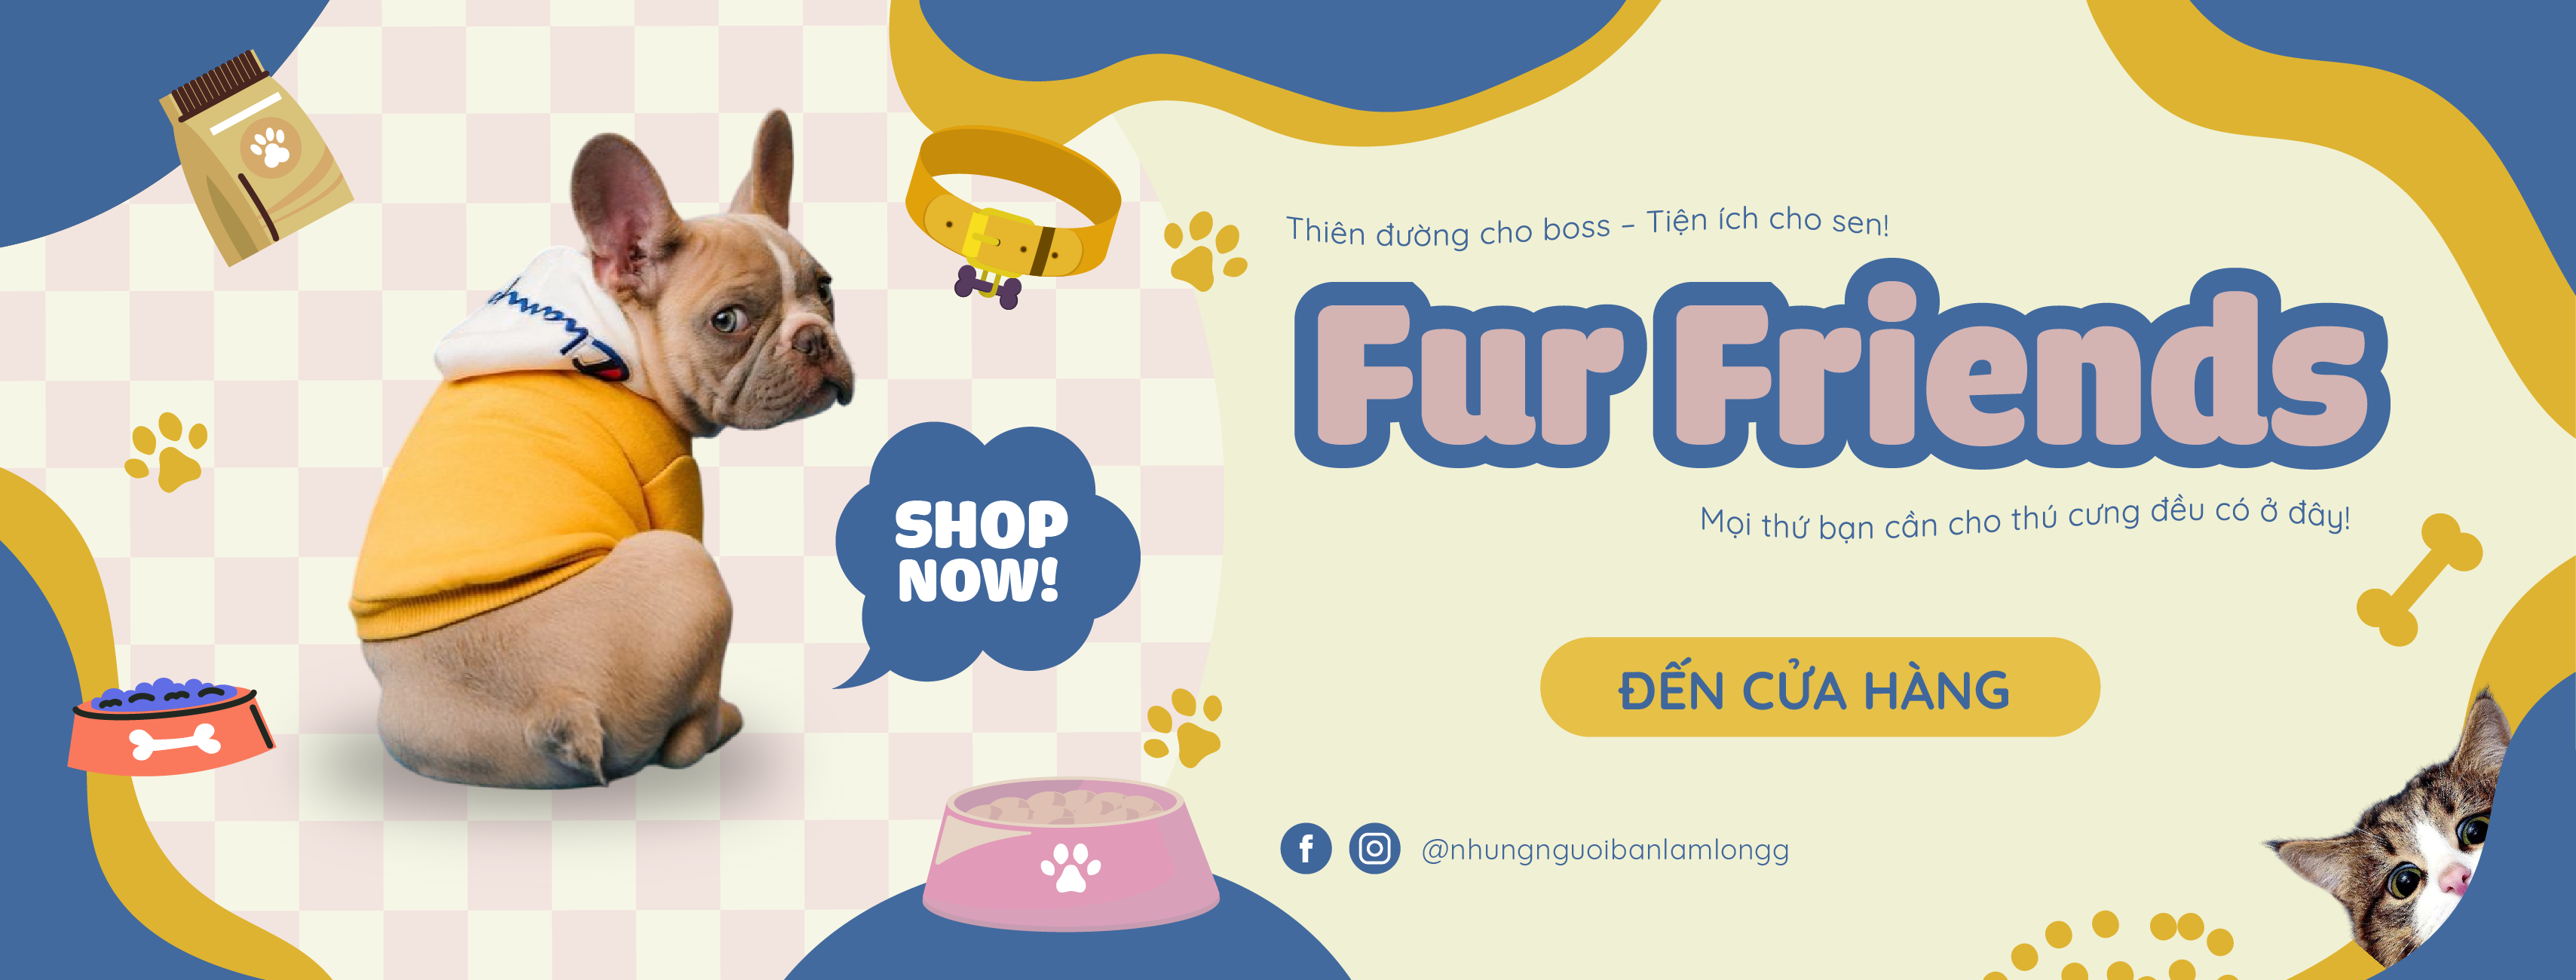 Thiên đường cho boss – Tiện ích cho sen!
Fur Friends
Mọi thứ bạn cần cho thú cưng đều có ở đây!
SHOP
NOW!
ĐẾN CỬA HÀNG
@nhungnguoibanlamlongg